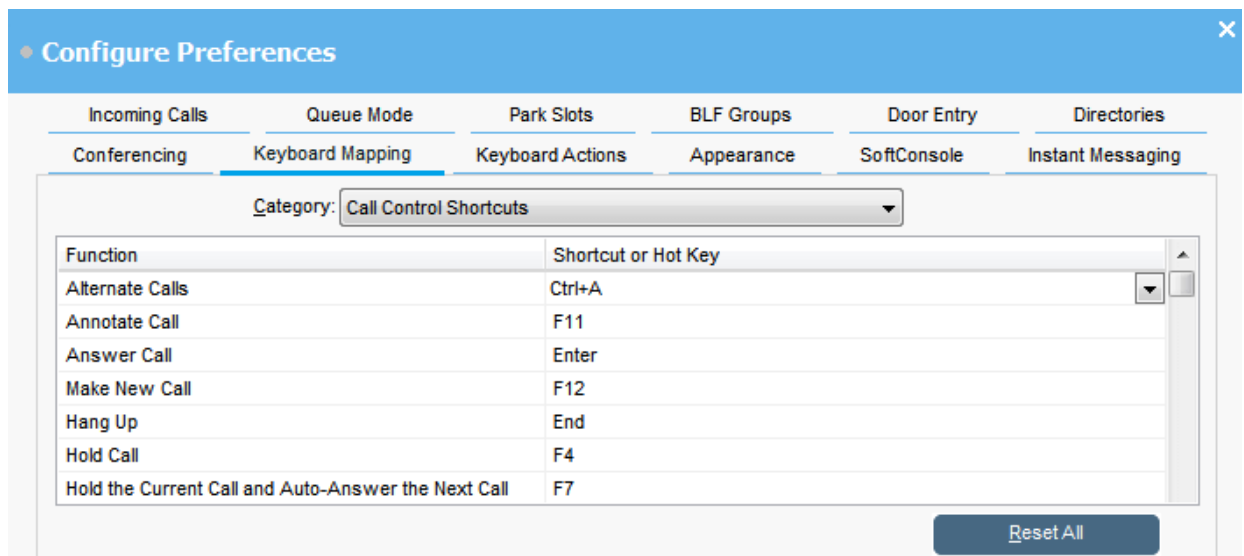 Configure Preferences
Incoming Calls Queue Mode Park Slots BLF Groups Door Entry Directories
Conferencing Keyboard Mapping Keyboard Actions Appearance SoftConsole Instant Messaging
Category: Call Control Shortcuts
Function Shortcut or Hot Key
Alternate Calls Ctrl+A
Annotate Call F11
Answer Call Enter
Make New Call F12
Hang Up End
Hold Call F4
Hold the Current Call and Auto-Answer the Next Call F7
Reset All